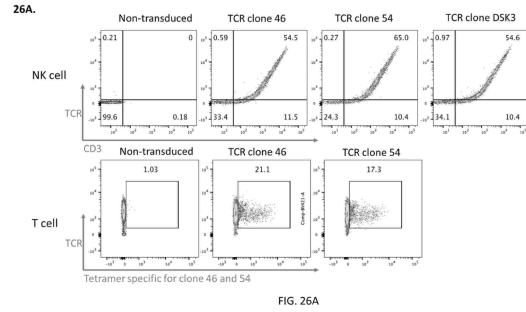 26A.
Non-transduced TCR clone 46 TCR clone 54 TCR clone DSK3
NK cell
0.21 0 0.59 54.5 0.27 65.0 0.97 54.6
99.6 0.18 33.4 11.5 24.3 10.4 34.1 10.4
TCR
CD3
Non-transduced TCR clone 46 TCR clone 54
T cell
1.03 21.1 17.3
TCR
Tetramer specific for clone 46 and 54
FIG. 26A